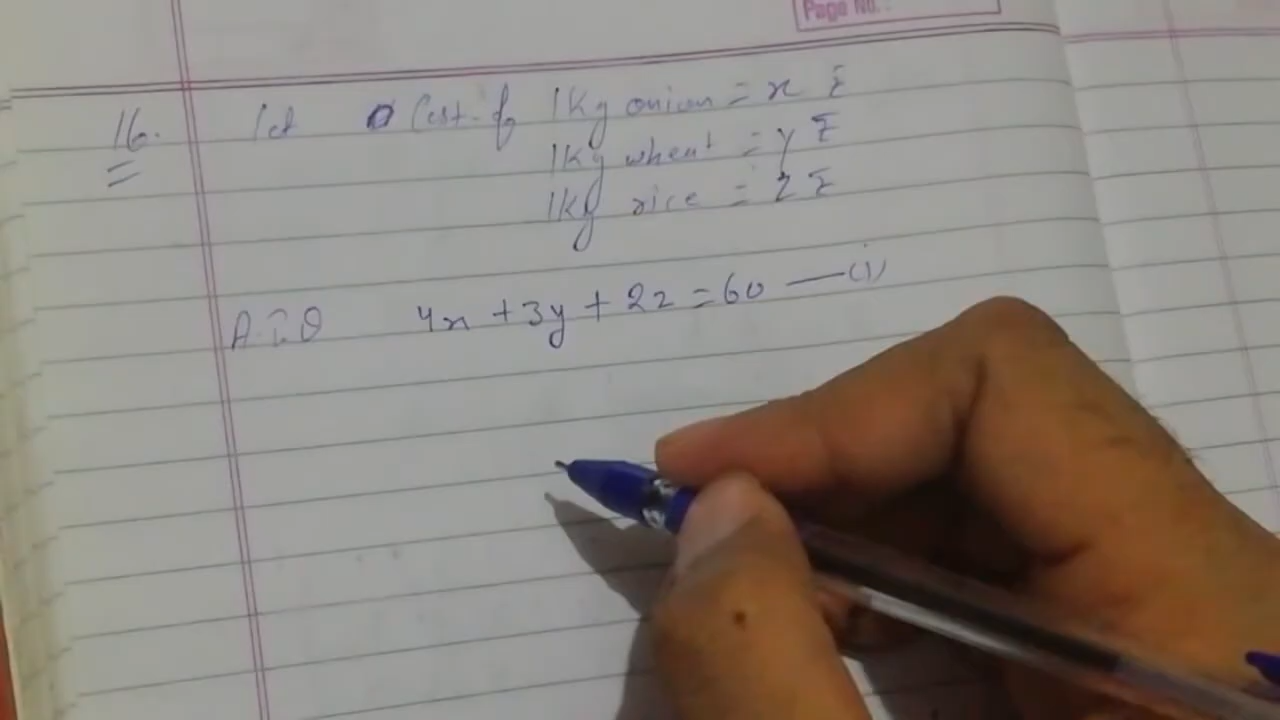 Page No.
16. let Cost of 1kg onion = x ₹
1kg wheat = y ₹
1kg rice = z ₹
A.T.Q 4x + 3y + 2z = 60 —(i)